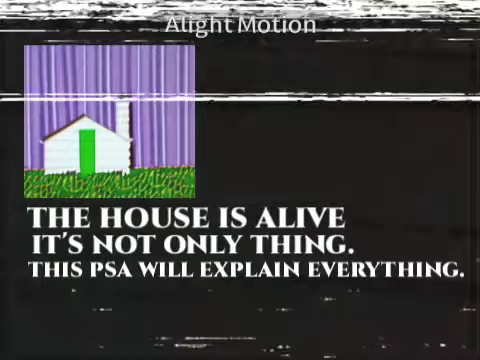 Alight Motion
THE HOUSE IS ALIVE
IT'S NOT ONLY THING.
THIS PSA WILL EXPLAIN EVERYTHING.